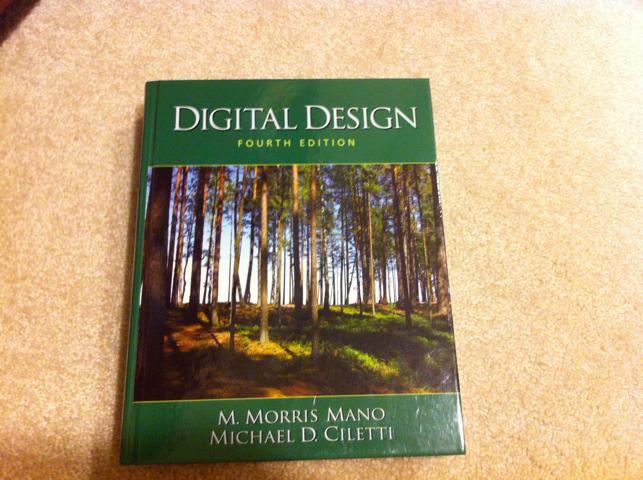 DIGITAL DESIGN
FOURTH EDITION
M. MORRIS MANO
MICHAEL D. CILETTI